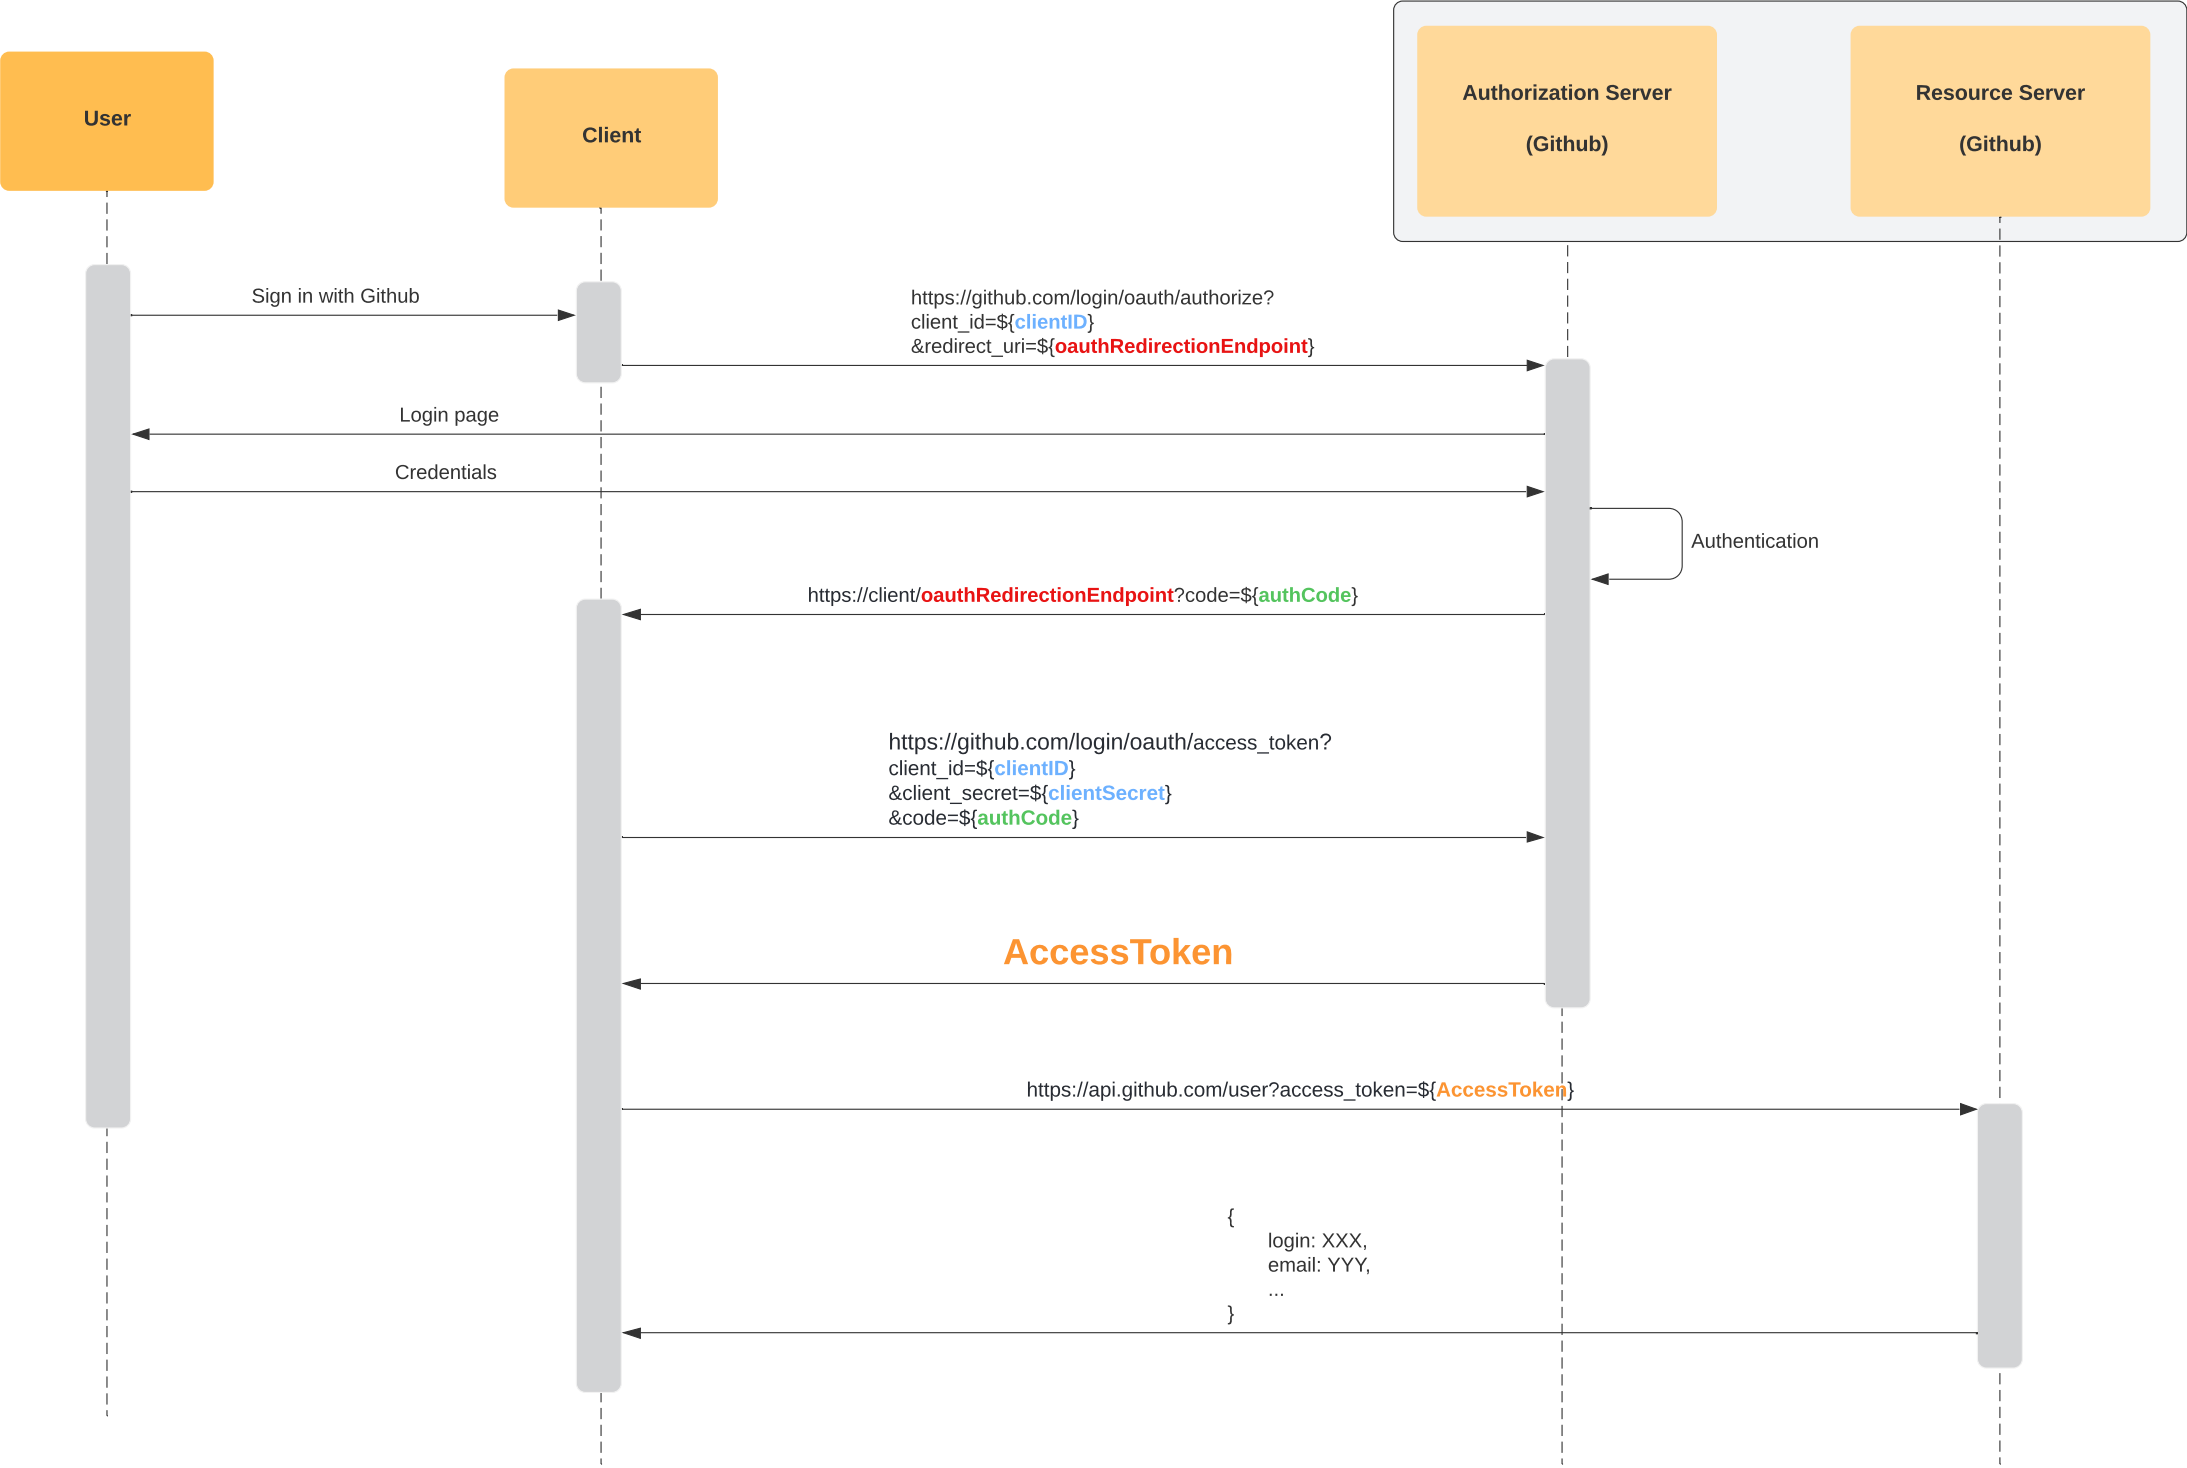 User
Client
Authorization Server
(Github)
Resource Server
(Github)
Sign in with Github
https://github.com/login/oauth/authorize?
client_id=${clientID}
&redirect_uri=${oauthRedirectionEndpoint}
Login page
Credentials
Authentication
https://client/oauthRedirectionEndpoint?code=${authCode}
https://github.com/login/oauth/access_token?
client_id=${clientID}
&client_secret=${clientSecret}
&code=${authCode}
AccessToken
https://api.github.com/user?access_token=${AccessToken}
{
login: XXX,
email: YYY,
...
}